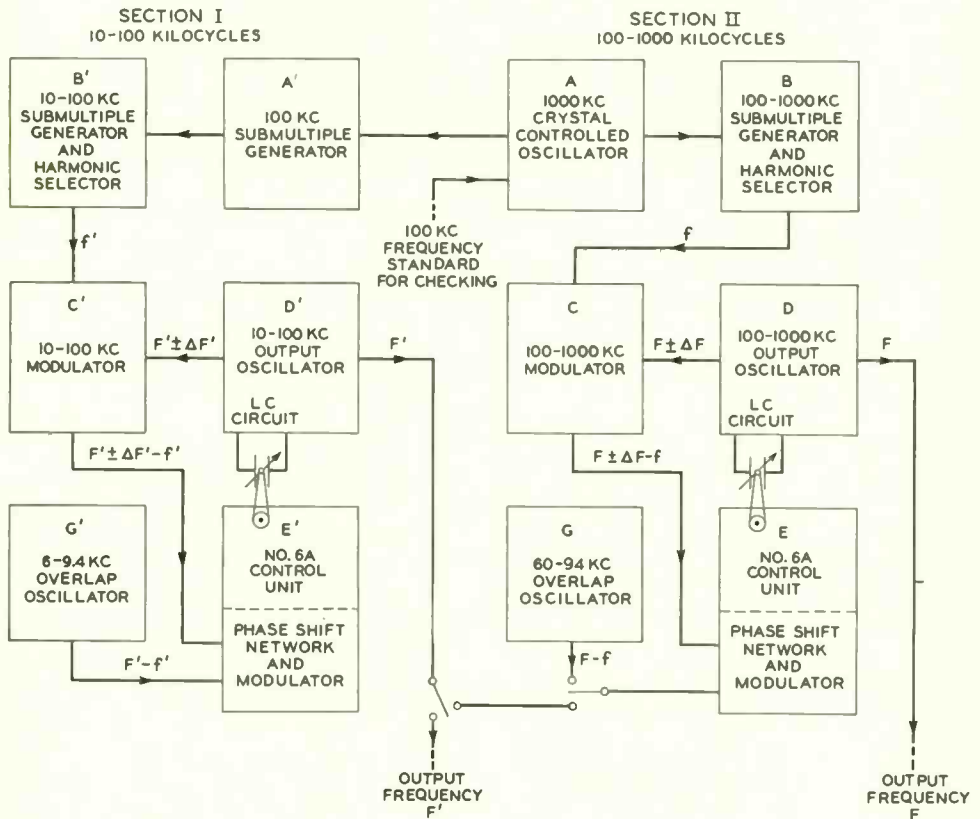 SECTION I
10-100 KILOCYCLES
SECTION II
100-1000 KILOCYCLES
B'
10-100 KC
SUBMULTIPLE
GENERATOR
AND
HARMONIC
SELECTOR
A'
100 KC
SUBMULTIPLE
GENERATOR
A
1000 KC
CRYSTAL
CONTROLLED
OSCILLATOR
B
100-1000 KC
SUBMULTIPLE
GENERATOR
AND
HARMONIC
SELECTOR
f'
100 KC
FREQUENCY
STANDARD
FOR CHECKING
f
C'
10-100 KC
MODULATOR
F'±ΔF'
D'
10-100 KC
OUTPUT
OSCILLATOR
LC
CIRCUIT
F'
C
100-1000 KC
MODULATOR
F±ΔF
D
100-1000 KC
OUTPUT
OSCILLATOR
LC
CIRCUIT
F
F'±ΔF'-f'
F±ΔF-f
G'
6-9.4 KC
OVERLAP
OSCILLATOR
F'-f'
E'
NO. 6A
CONTROL
UNIT
PHASE SHIFT
NETWORK
AND
MODULATOR
G
60-94 KC
OVERLAP
OSCILLATOR
F-f
E
NO. 6A
CONTROL
UNIT
PHASE SHIFT
NETWORK
AND
MODULATOR
OUTPUT
FREQUENCY
F'
OUTPUT
FREQUENCY
F